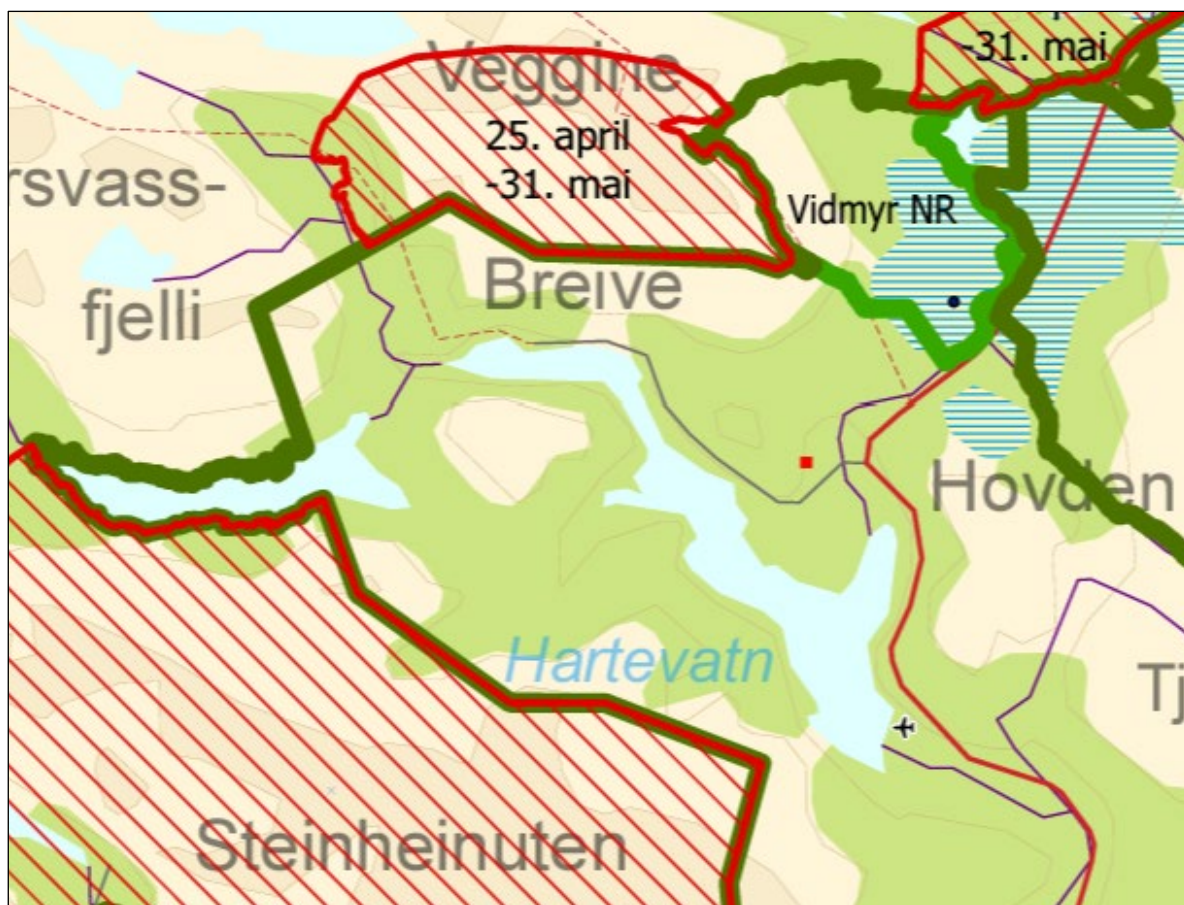 Veggine
-31. mai
25. april
-31. mai
rsvass-
Vidmyr NR
fjelli
Breive
Hovden
Hartevatn
Tj
Steinheinuten